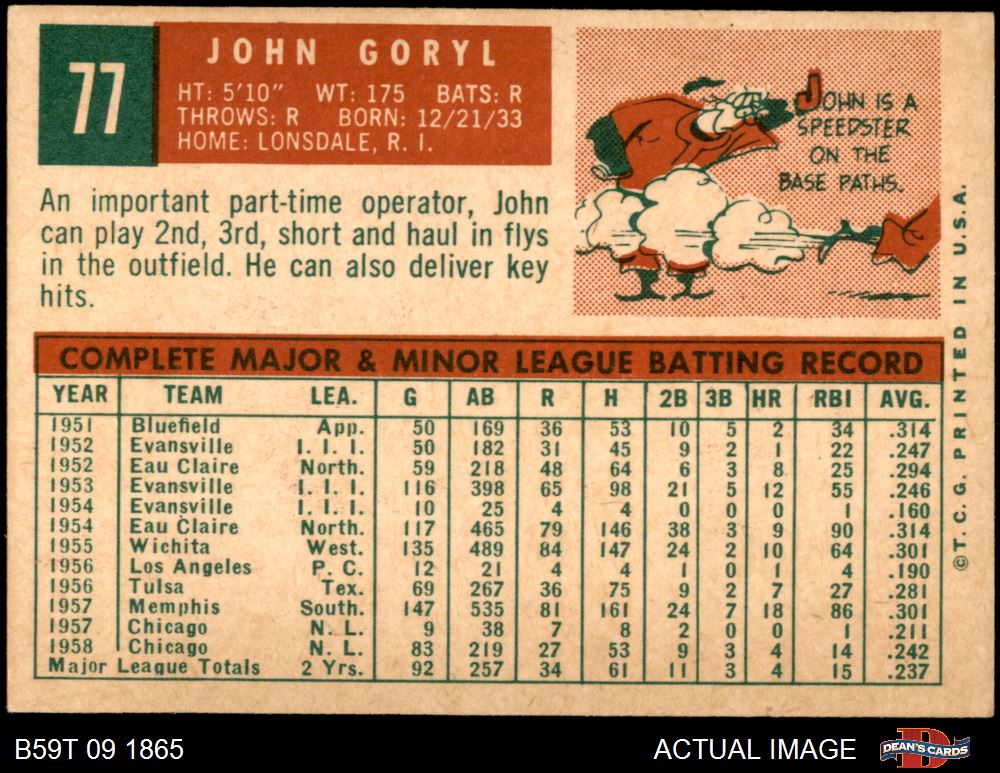 77
JOHN GORYL
HT: 5'10" WT: 175 BATS: R
THROWS: R BORN: 12/21/33
HOME: LONSDALE, R. I.
JOHN IS A
SPEEDSTER
ON THE
BASE PATHS.
An important part-time operator, John
can play 2nd, 3rd, short and haul in flys
in the outfield. He can also deliver key
hits.
COMPLETE MAJOR & MINOR LEAGUE BATTING RECORD
YEAR TEAM LEA. G AB R H 2B 3B HR RBI AVG.
1951 Bluefield App. 50 169 36 53 10 5 2 34 .314
1952 Evansville I. I. I. 50 182 31 45 9 2 1 22 .247
1952 Eau Claire North. 59 218 48 64 6 3 8 25 .294
1953 Evansville I. I. I. 116 398 65 98 21 5 12 55 .246
1954 Evansville I. I. I. 10 25 4 4 0 0 0 1 .160
1954 Eau Claire North. 117 465 79 146 38 3 9 90 .314
1955 Wichita West. 135 489 84 147 24 2 10 64 .301
1956 Los Angeles P. C. 12 21 4 4 1 0 1 4 .190
1956 Tulsa Tex. 69 267 36 75 9 2 7 27 .281
1957 Memphis South. 147 535 81 161 24 7 18 86 .301
1957 Chicago N. L. 9 38 7 8 2 0 0 1 .211
1958 Chicago N. L. 83 219 27 53 9 3 4 14 .242
Major League Totals 2 Yrs. 92 257 34 61 11 3 4 15 .237
©T. C. G. PRINTED IN U.S.A.
B59T 09 1865
ACTUAL IMAGE
DEAN'S CARDS